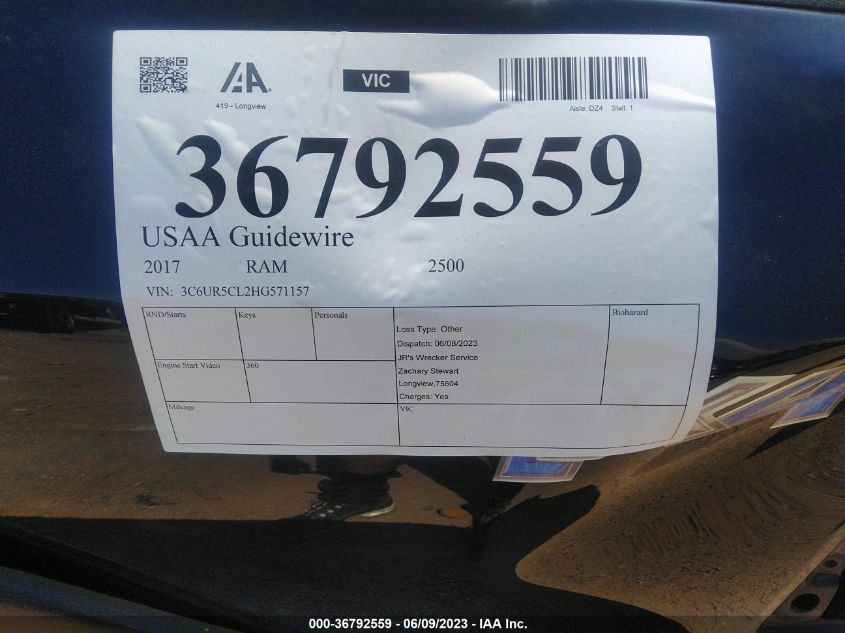 IAA
VIC
419 - Longview
Aisle: DZ4 Stall: 1
36792559
USAA Guidewire
2017 RAM 2500
VIN: 3C6UR5CL2HG571157
RND/Starts Keys Personals
Loss Type: Other
Biohazard
Dispatch: 06/08/2023
JR's Wrecker Service
Engine Start Video 360
Zachary Stewart
Longview,75604
Charges: Yes
Mileage VIC
000-36792559 - 06/09/2023 - IAA Inc.